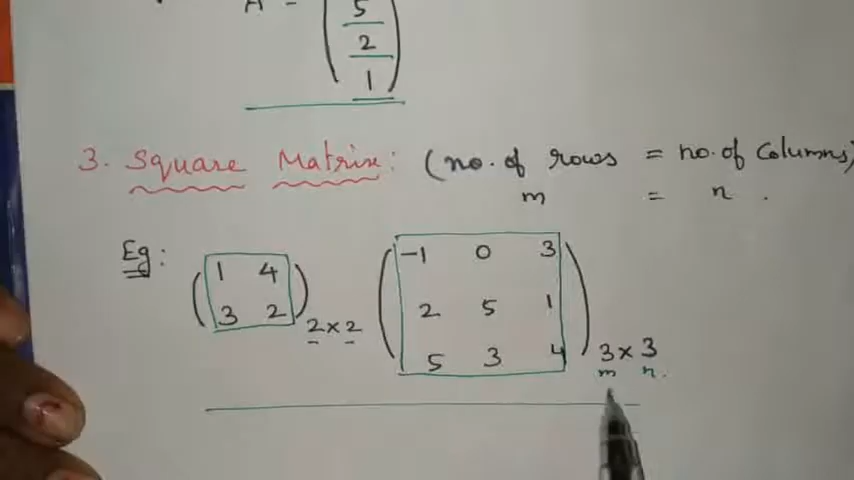 A = 5
2
1
3. Square Matrix: (no. of rows = no. of Columns)
m = n .
Eg: ( 1 4 ( -1 0 3
3 2 ) 2 × 2 2 5 1
5 3 4 ) 3 × 3
m n.